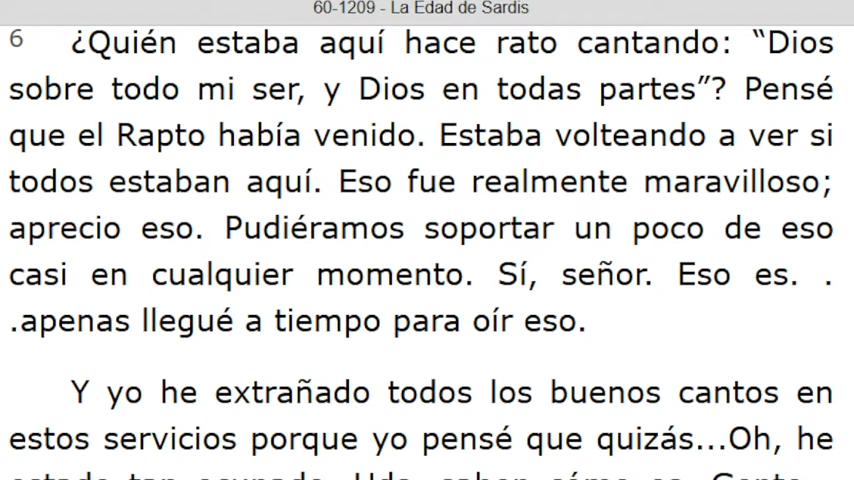 60-1209 - La Edad de Sardis
6 ¿Quién estaba aquí hace rato cantando: “Dios
sobre todo mi ser, y Dios en todas partes”? Pensé
que el Rapto había venido. Estaba volteando a ver si
todos estaban aquí. Eso fue realmente maravilloso;
aprecio eso. Pudiéramos soportar un poco de eso
casi en cualquier momento. Sí, señor. Eso es. .
.apenas llegué a tiempo para oír eso.
Y yo he extrañado todos los buenos cantos en
estos servicios porque yo pensé que quizás...Oh, he